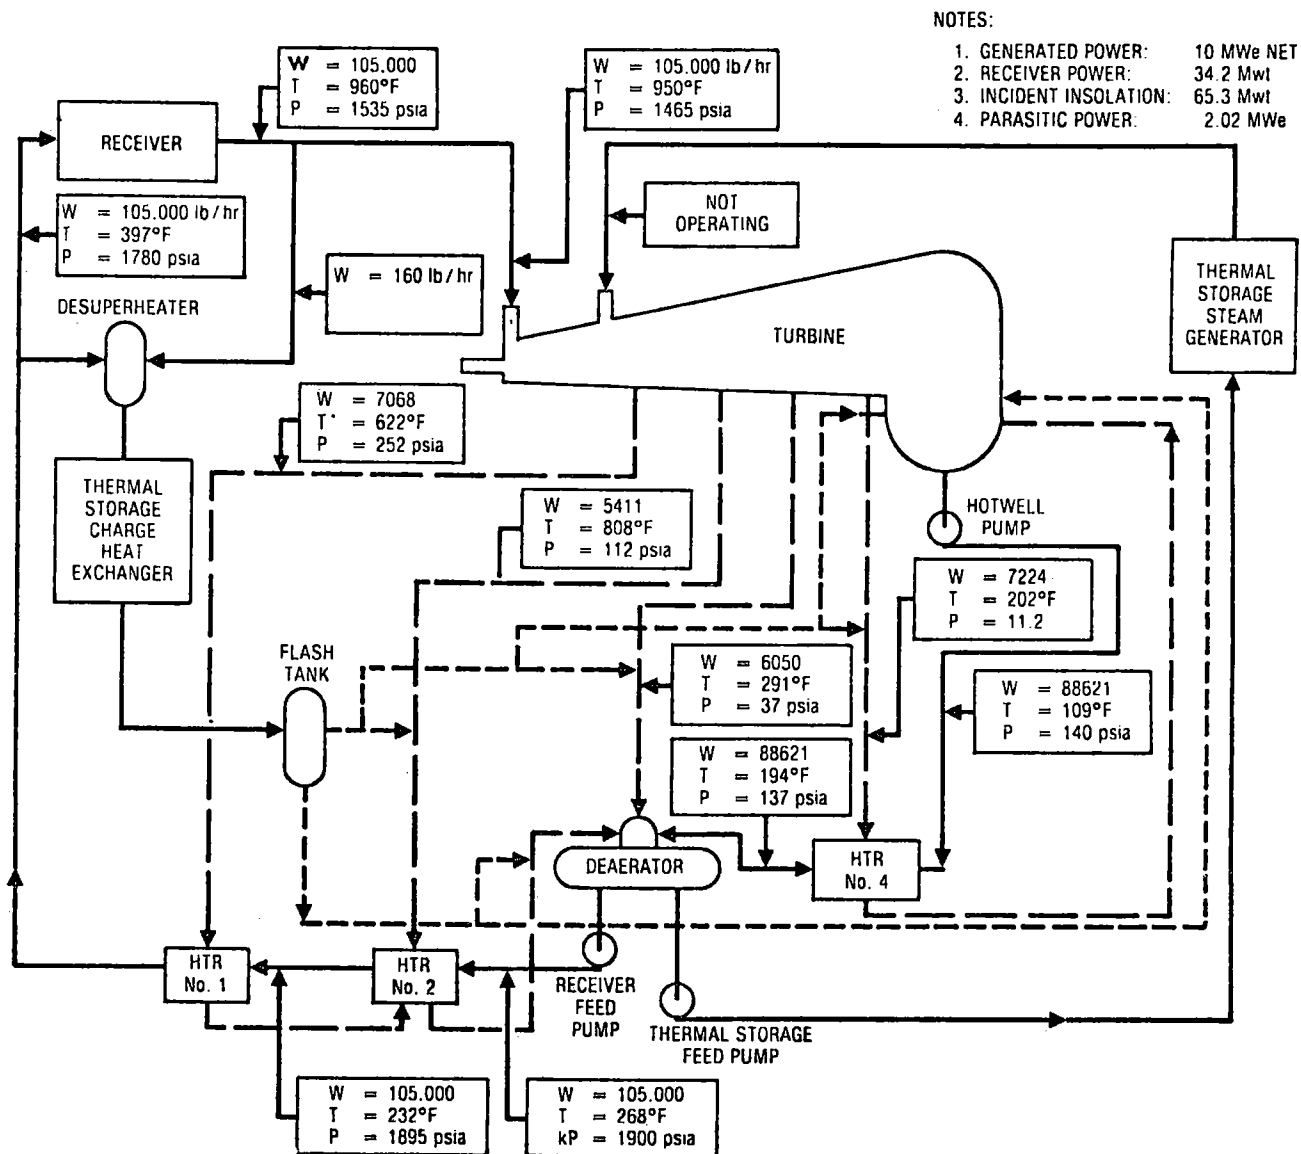 NOTES:
1. GENERATED POWER: 10 MWe NET
2. RECEIVER POWER: 34.2 Mwt
3. INCIDENT INSOLATION: 65.3 Mwt
4. PARASITIC POWER: 2.02 MWe
W = 105.000
T = 960°F
P = 1535 psia
W = 105.000 lb/hr
T = 950°F
P = 1465 psia
RECEIVER
NOT
OPERATING
W = 105.000 lb/hr
T = 397°F
P = 1780 psia
W = 160 lb/hr
THERMAL
STORAGE
STEAM
GENERATOR
DESUPERHEATER
TURBINE
W = 7068
T = 622°F
P = 252 psia
THERMAL
STORAGE
CHARGE
HEAT
EXCHANGER
W = 5411
T = 808°F
P = 112 psia
HOTWELL
PUMP
W = 7224
T = 202°F
P = 11.2
FLASH
TANK
W = 6050
T = 291°F
P = 37 psia
W = 88621
T = 109°F
P = 140 psia
W = 88621
T = 194°F
P = 137 psia
DEAERATOR
HTR
No. 4
HTR
No. 1
HTR
No. 2
RECEIVER
FEED
PUMP
THERMAL STORAGE
FEED PUMP
W = 105.000
T = 232°F
P = 1895 psia
W = 105.000
T = 268°F
kP = 1900 psia